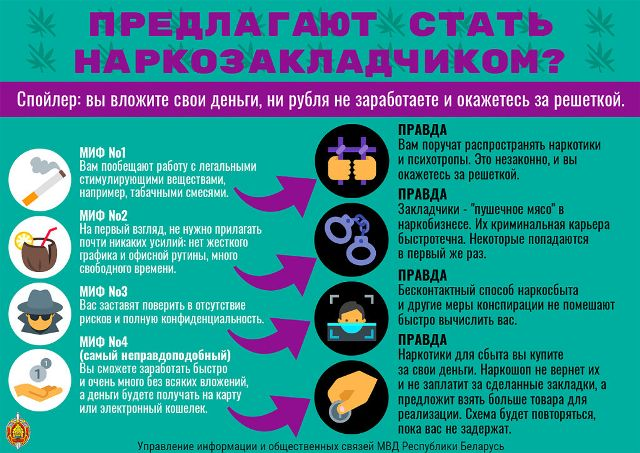 ПРЕДЛАГАЮТ СТАТЬ
НАРКОЗАКЛАДЧИКОМ?
Спойлер: вы вложите свои деньги, ни рубля не заработаете и окажетесь за решеткой.
МИФ №1
Вам пообещают работу с легальными
стимулирующими веществами,
например, табачными смесями.
ПРАВДА
Вам поручат распространять наркотики
и психотропы. Это незаконно, и вы
окажетесь за решеткой.
МИФ №2
На первый взгляд, не нужно прилагать
почти никаких усилий: нет жесткого
графика и офисной рутины, много
свободного времени.
ПРАВДА
Закладчики - "пушечное мясо" в
наркобизнесе. Их криминальная карьера
быстротечна. Некоторые попадаются
в первый же раз.
МИФ №3
Вас заставят поверить в отсутствие
рисков и полную конфиденциальность.
ПРАВДА
Бесконтактный способ наркосбыта
и другие меры конспирации не помешают
быстро вычислить вас.
МИФ №4
(самый неправдоподобный)
Вы сможете заработать быстро
и очень много без всяких вложений,
а деньги будете получать на карту
или электронный кошелек.
ПРАВДА
Наркотики для сбыта вы купите
за свои деньги. Наркошоп не вернет их
и не заплатит за сделанные закладки, а
предложит взять больше товара для
реализации. Схема будет повторяться,
пока вас не задержат.
Управление информации и общественных связей МВД Республики Беларусь